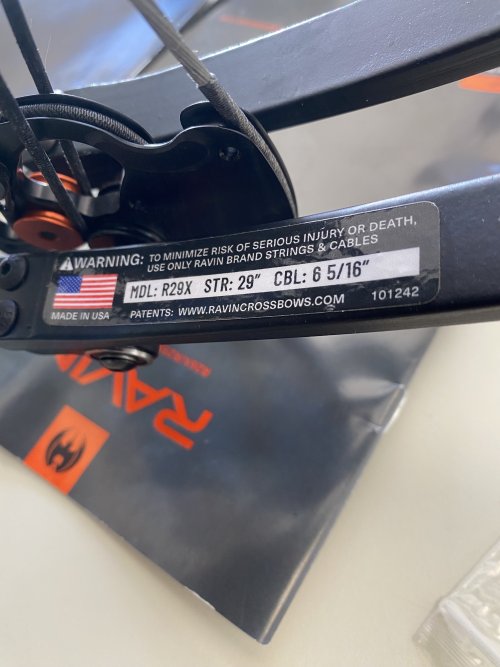 WARNING: TO MINIMIZE RISK OF SERIOUS INJURY OR DEATH,
USE ONLY RAVIN BRAND STRINGS & CABLES
MDL: R29X STR: 29" CBL: 6 5/16"
MADE IN USA
PATENTS: WWW.RAVINCROSSBOWS.COM
101242
RAVIN